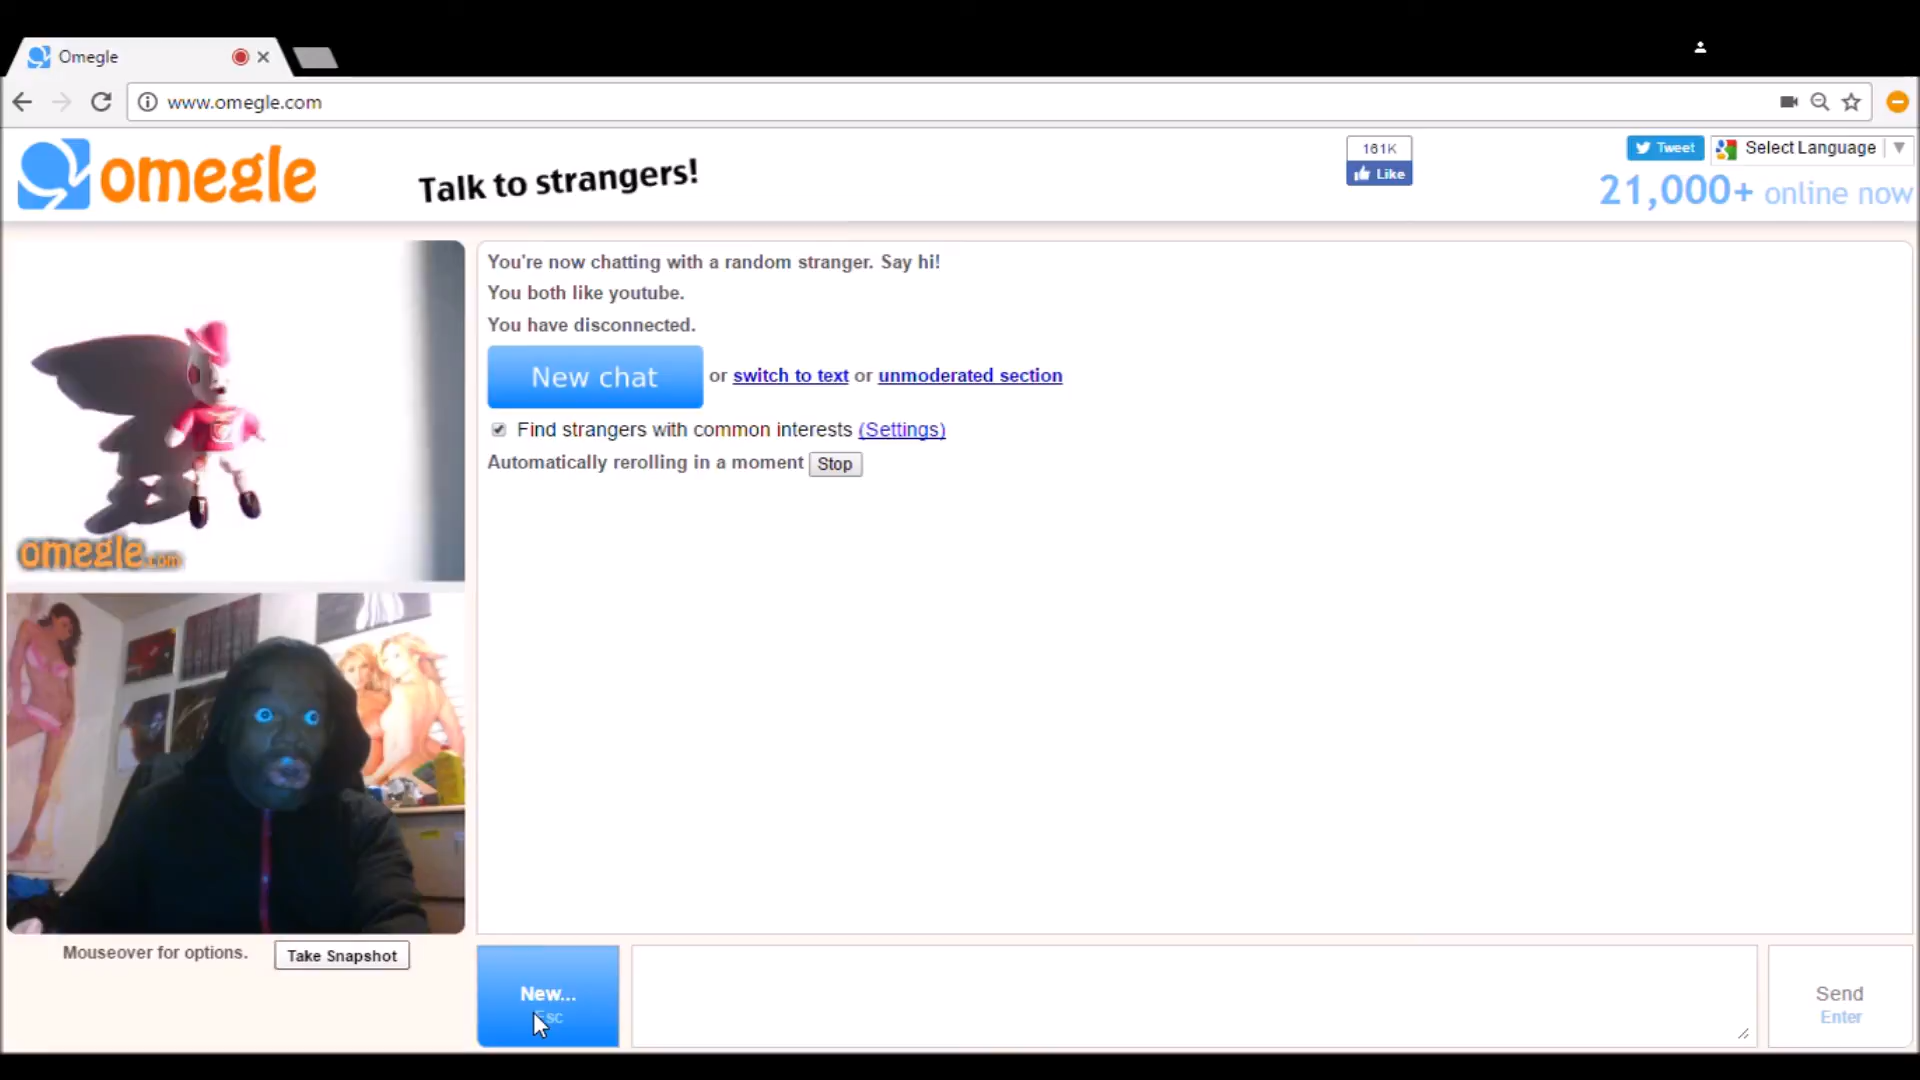 Omegle
www.omegle.com
omegle
Talk to strangers!
161K
Like
Tweet
Select Language
21,000+ online now
You're now chatting with a random stranger. Say hi!
You both like youtube.
You have disconnected.
New chat or switch to text or unmoderated section
Find strangers with common interests (Settings)
Automatically rerolling in a moment Stop
omegle.com
Mouseover for options. Take Snapshot
New...
Esc
Send
Enter